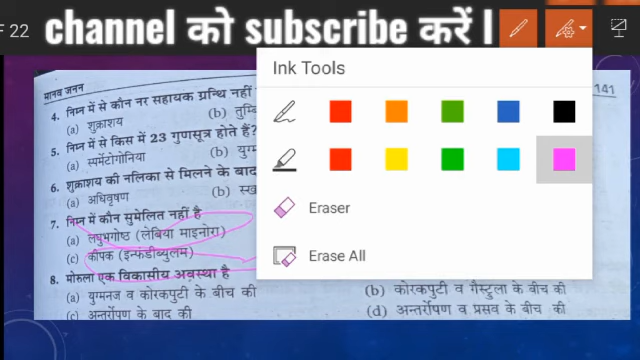 F 22 channel को subscribe करें l
Ink Tools
Eraser
Erase All
मानव जनन
141
4. निम्न में से कौन नर सहायक ग्रन्थि नहीं
(a) शुक्राशय (b)
5. निम्न में से किस में 23 गुणसूत्र होते हैं?
(a) स्पर्मेटोगोनिया (b)
6. शुक्राशय की नलिका से मिलने के बाद
(a) अधिवृषण (b)
7. निम्न में कौन सुमेलित नहीं है
(a) लघुभगोष्ठ (लेबिया माइनोरा)
(c) कीपक (इन्फंडीब्युलम)
8. मोरुला एक विकासीय अवस्था है
(a) युग्मनज व कोरकपुटी के बीच की (b) कोरकपुटी व गैस्टुला के बीच की
(c) अन्तर्रोपण के बाद की (d) अन्तर्रोपण व प्रसव के बीच की